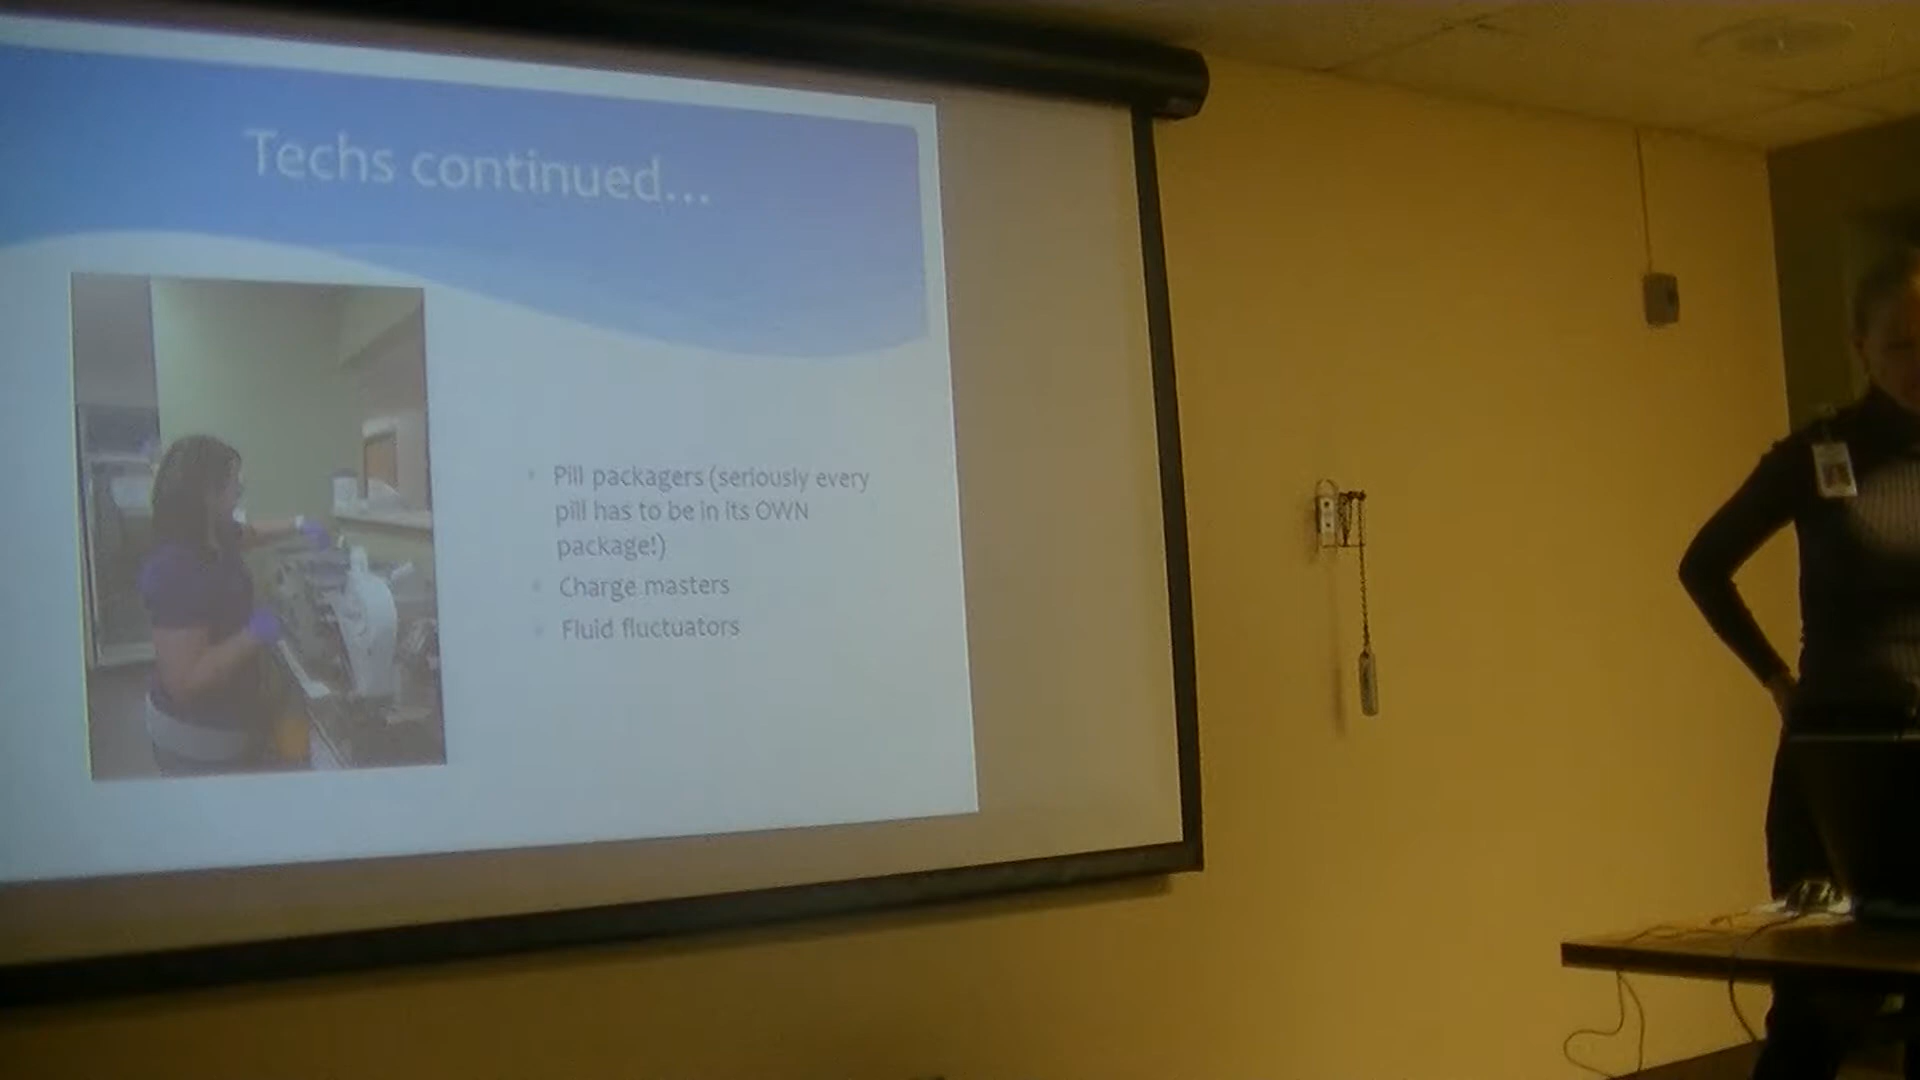 Techs continued...
Pill packagers (seriously every
pill has to be in its OWN
package!)
Charge masters
Fluid fluctuators